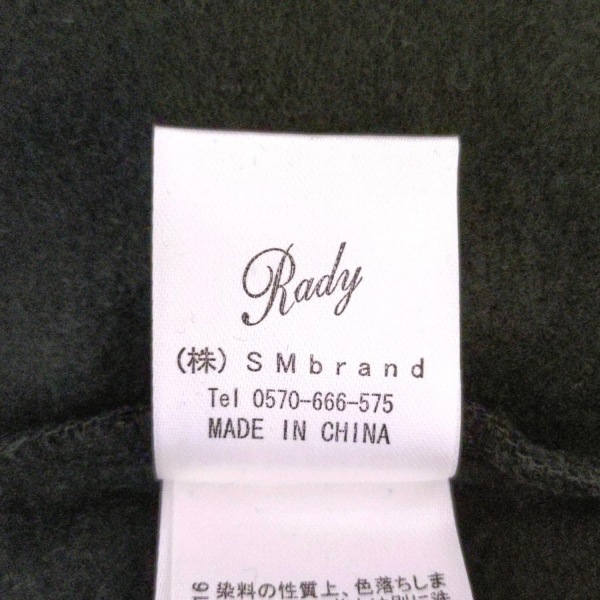 Rady
(株) SMbrand
Tel 0570-666-575
MADE IN CHINA
染料の性質上、色落ちしま